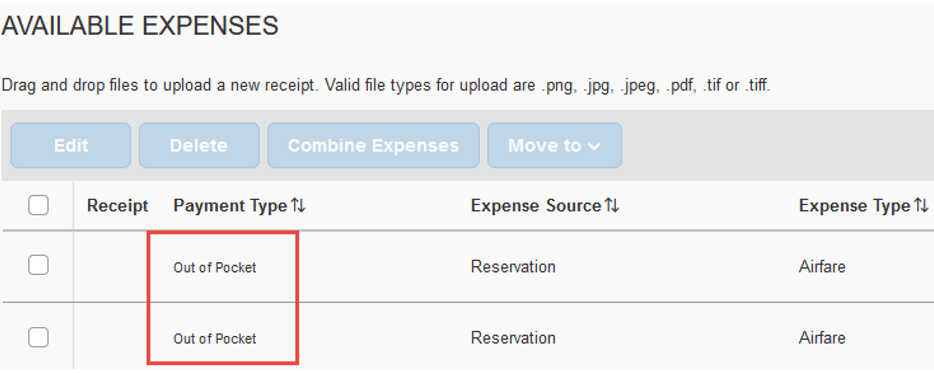 AVAILABLE EXPENSES
Drag and drop files to upload a new receipt. Valid file types for upload are .png, .jpg, .jpeg, .pdf, .tif or .tiff.
Edit Delete Combine Expenses Move to
Receipt Payment Type Expense Source Expense Type
Out of Pocket Reservation Airfare
Out of Pocket Reservation Airfare